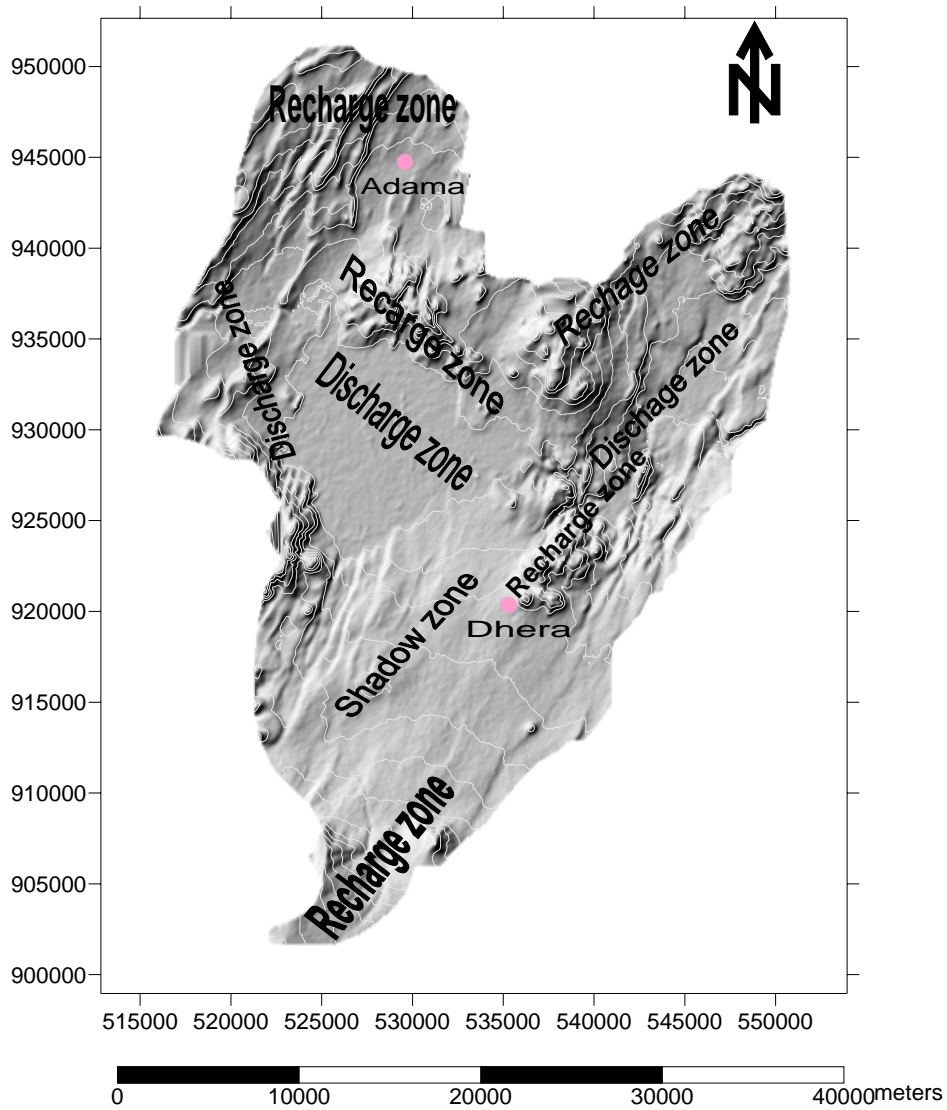 N
950000
945000
940000
935000
930000
925000
920000
915000
910000
905000
900000
Recharge zone
Adama
Rechage zone
Recarge zone
Discharge zone
Discharge zone
Dischage zone
Recharge zone
Dhera
Shadow zone
Recharge zone
515000 520000 525000 530000 535000 540000 545000 550000
0 10000 20000 30000 40000 meters